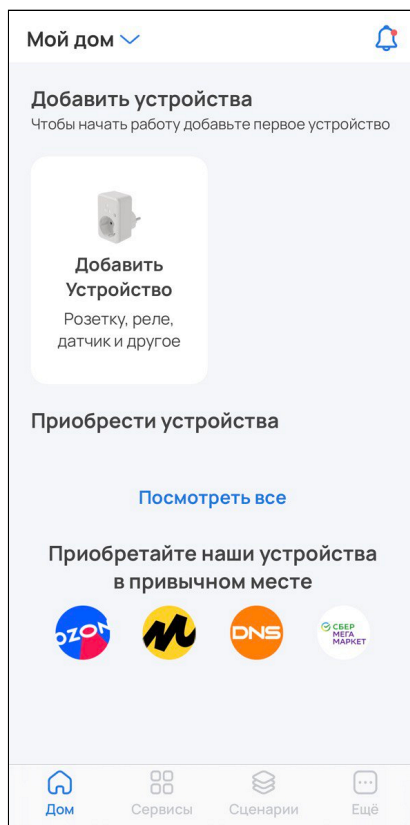 Мой дом
Добавить устройства
Чтобы начать работу добавьте первое устройство
Добавить
Устройство
Розетку, реле,
датчик и другое
Приобрести устройства
Посмотреть все
Приобретайте наши устройства
в привычном месте
OZON
DNS
СБЕР
МЕГА
МАРКЕТ
Дом
Сервисы
Сценарии
Ещё